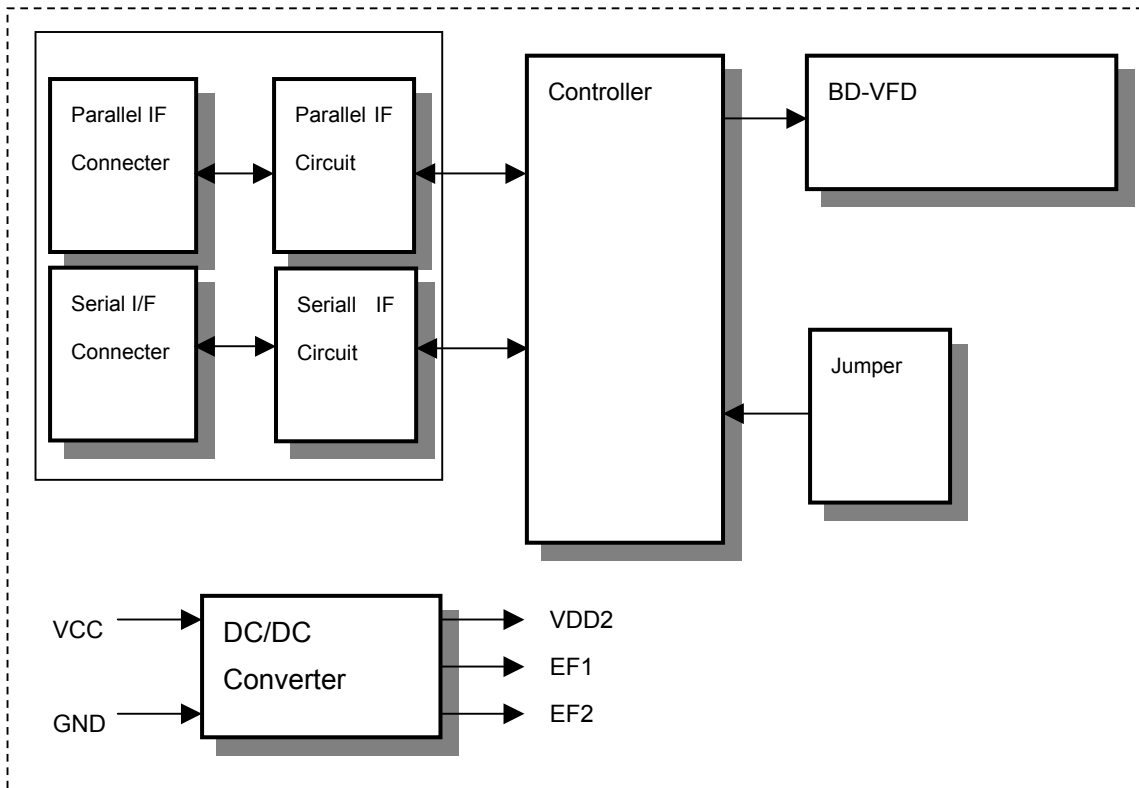 Parallel IF
Connecter
Parallel IF
Circuit
Controller
BD-VFD
Serial I/F
Connecter
Seriall IF
Circuit
Jumper
VCC
GND
DC/DC
Converter
VDD2
EF1
EF2